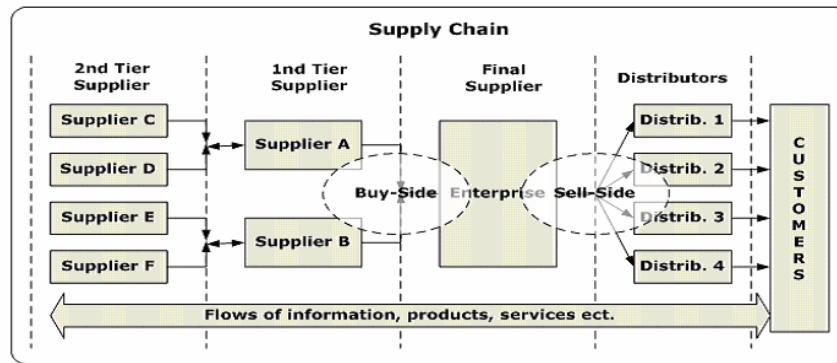 Supply Chain
2nd Tier
Supplier
1nd Tier
Supplier
Final
Supplier
Distributors
Supplier C
Supplier D
Supplier E
Supplier F
Supplier A
Supplier B
Buy-Side
Enterprise
Sell-Side
Distrib. 1
Distrib. 2
Distrib. 3
Distrib. 4
CUSTOMERS
Flows of information, products, services ect.